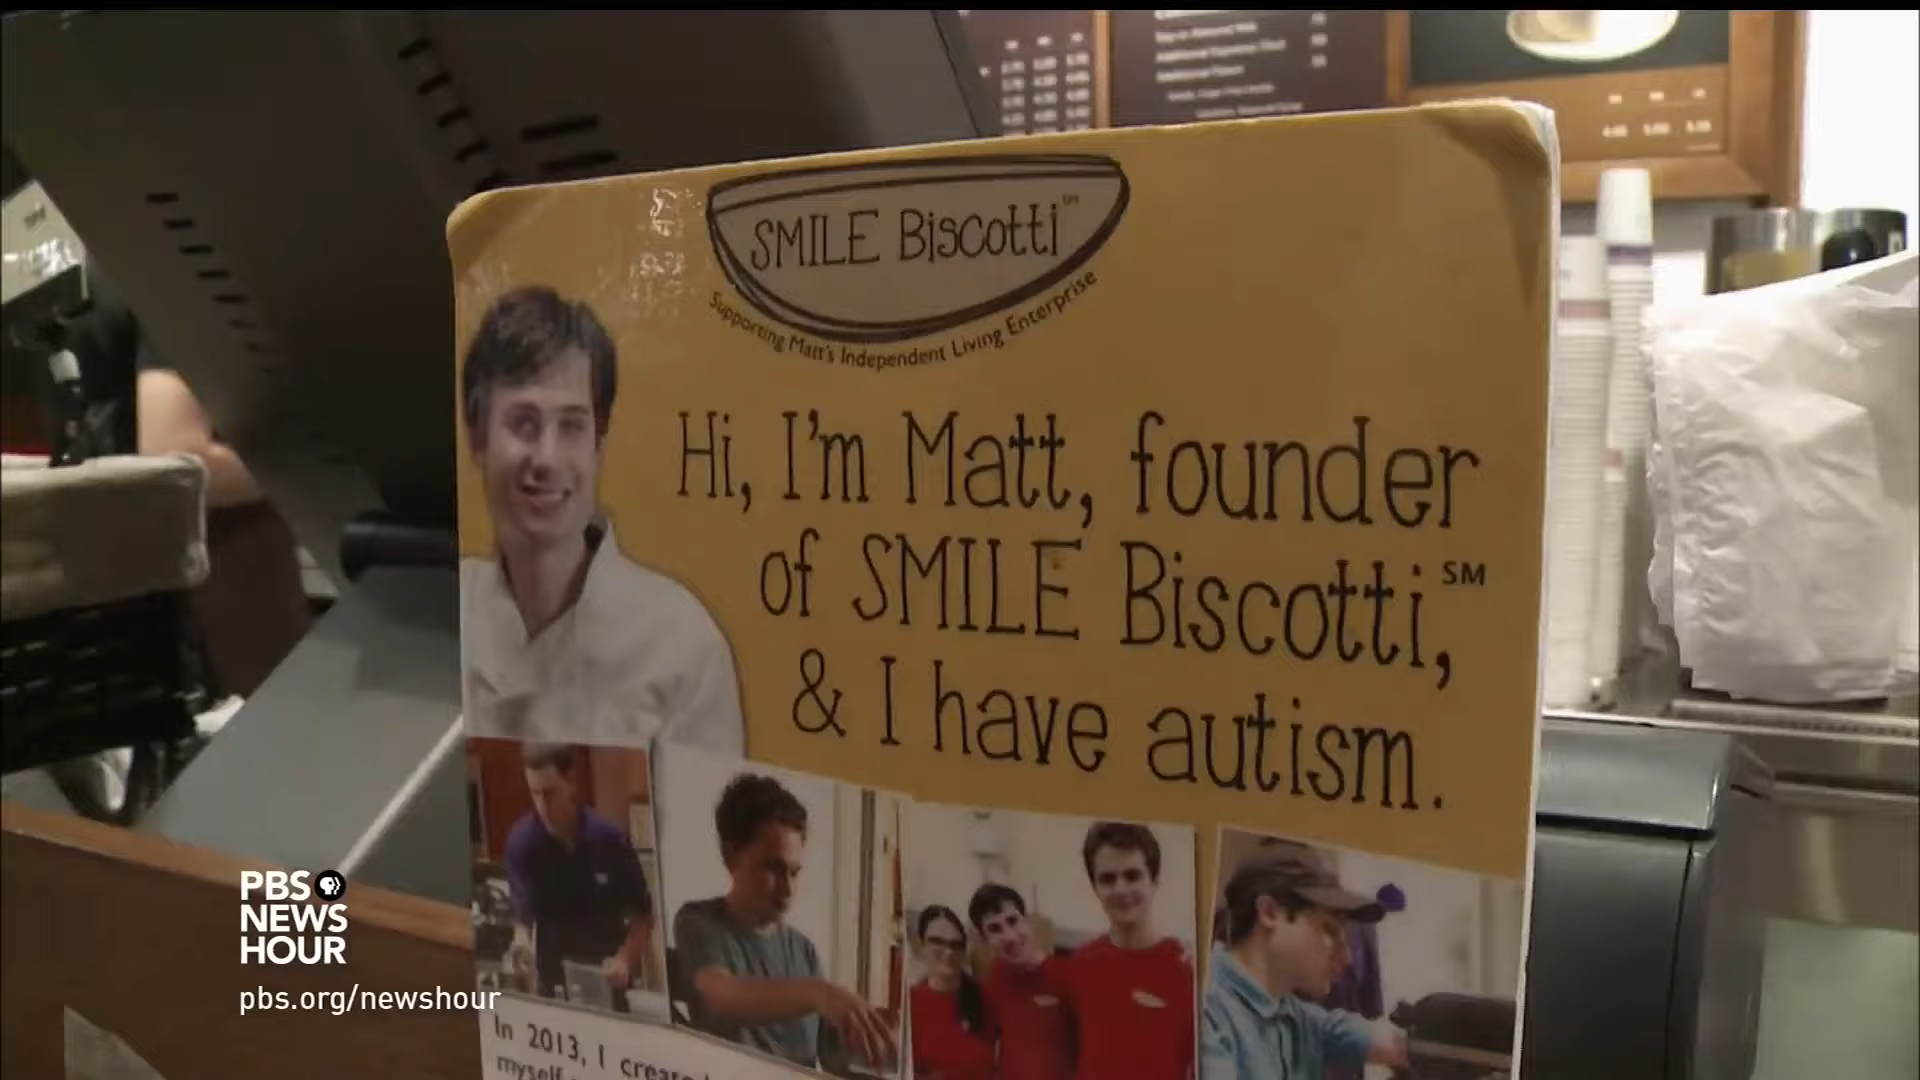 SMILE Biscotti℠
Supporting Matt's Independent Living Enterprise
Hi, I'm Matt, founder
of SMILE Biscotti,℠
& I have autism.
In 2013, I
myself
PBS
NEWS
HOUR
pbs.org/newshour